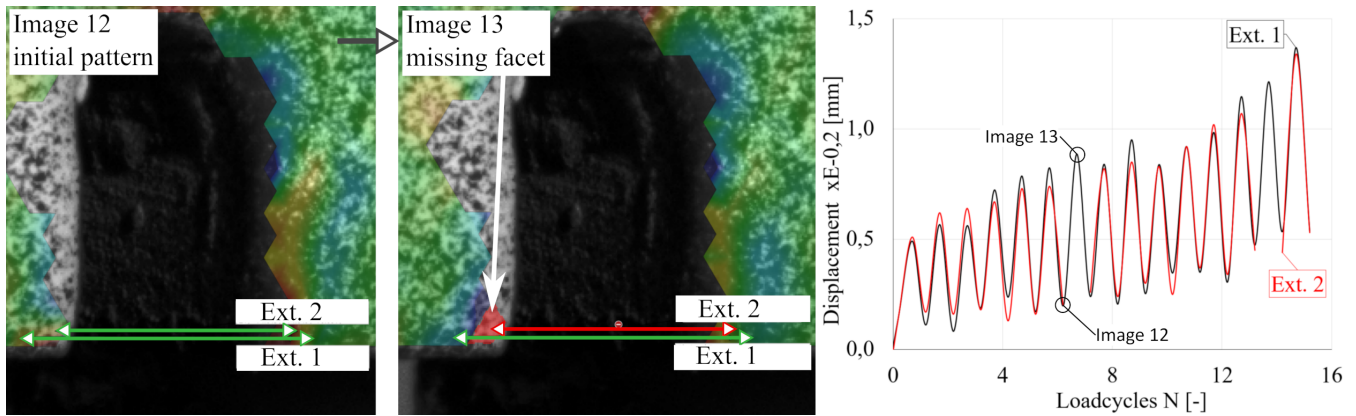 Image 12
initial pattern
Ext. 2
Ext. 1
Image 13
missing facet
Ext. 2
Ext. 1
Displacement xE-0,2 [mm]
1,5
1,0
0,5
0,0
0
4
8
12
16
Loadcycles N [-]
Ext. 1
Image 13
Image 12
Ext. 2